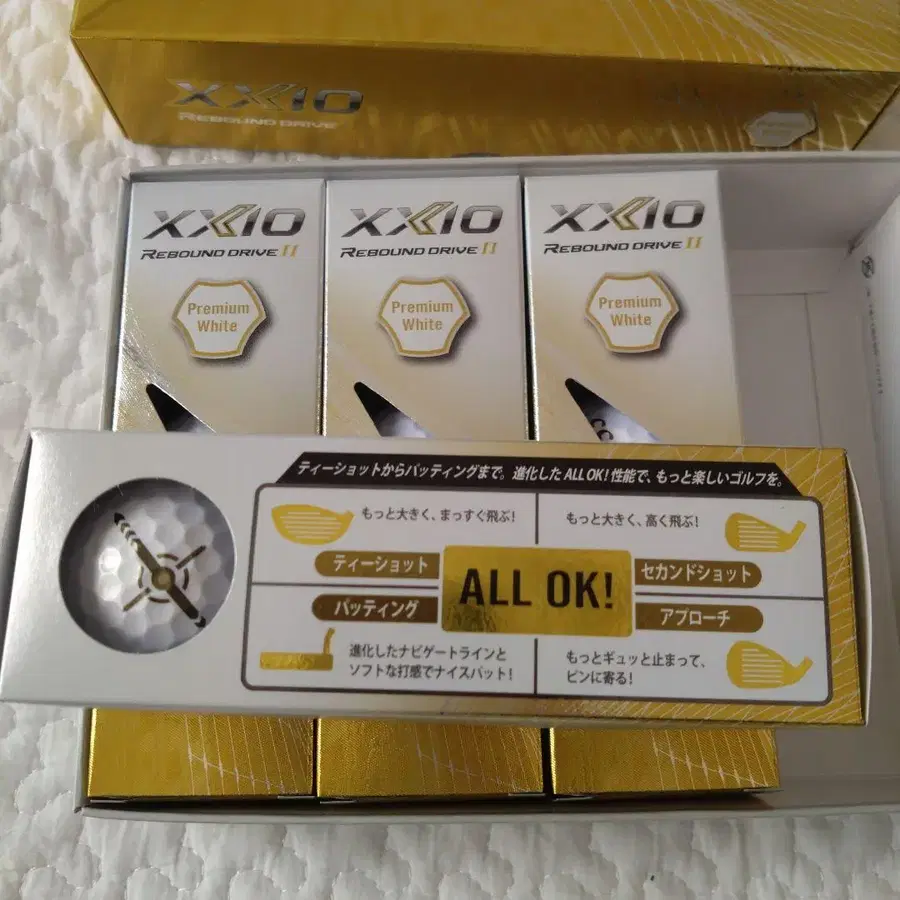 XXIO
REBOUND DRIVE
XXIO
REBOUND DRIVE II
Premium
White
XXIO
REBOUND DRIVE II
Premium
White
XXIO
REBOUND DRIVE II
Premium
White
ティーショットからパッティングまで。進化したALL OK!性能で、もっと楽しいゴルフを。
もっと大きく、まっすぐ飛ぶ!
ティーショット
もっと大きく、高く飛ぶ!
セカンドショット
ALL OK!
パッティング
進化したナビゲートラインと
ソフトな打感でナイスパット!
アプローチ
もっとギュッと止まって、
ピンに寄る!